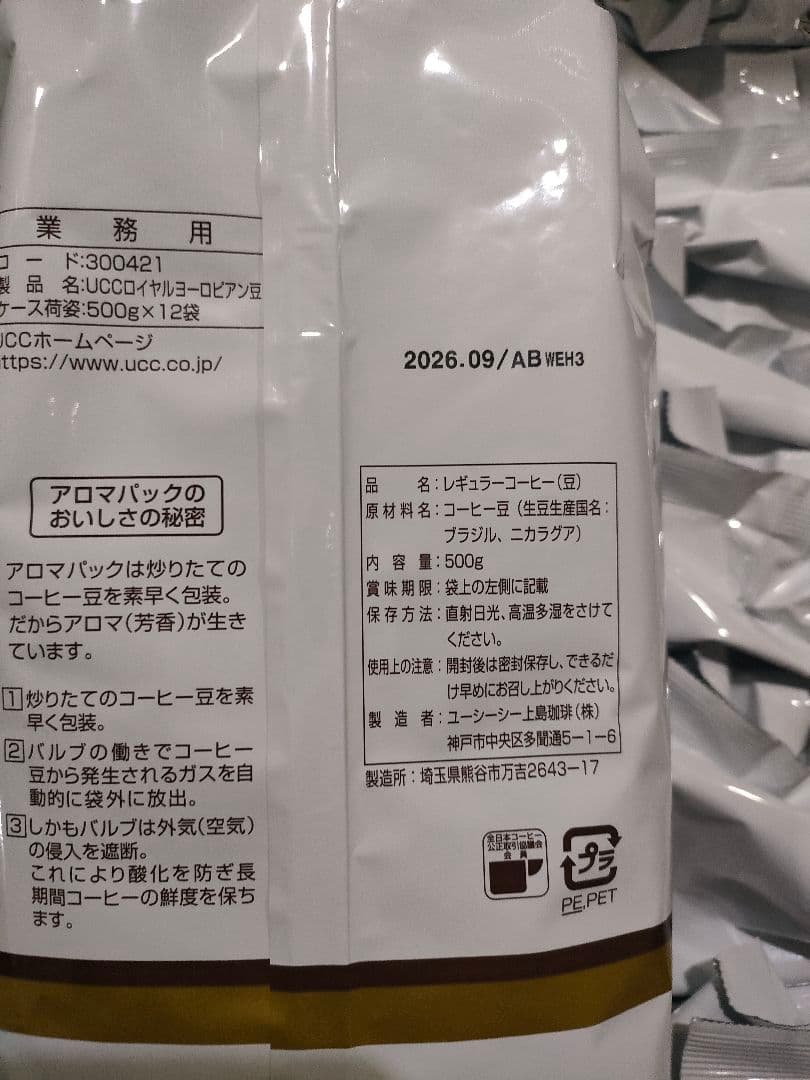 業務用
コード:300421
製品名:UCCロイヤルヨーロピアン豆
ケース荷姿:500g×12袋
UCCホームページ
https://www.ucc.co.jp/
アロマパックの
おいしさの秘密
アロマパックは炒りたての
コーヒー豆を素早く包装。
だからアロマ(芳香)が生き
ています。
1 炒りたてのコーヒー豆を素
早く包装。
2 バルブの働きでコーヒー
豆から発生されるガスを自
動的に袋外に放出。
3 しかもバルブは外気(空気)
の侵入を遮断。
これにより酸化を防ぎ長
期間コーヒーの鮮度を保ち
ます。
2026.09/AB WEH3
品名:レギュラーコーヒー(豆)
原材料名:コーヒー豆(生豆生産国名:
ブラジル、ニカラグア)
内容量:500g
賞味期限:袋上の左側に記載
保存方法:直射日光、高温多湿をさけて
ください。
使用上の注意:開封後は密封保存し、できるだ
け早めにお召し上がりください。
製造者:ユーシーシー上島珈琲(株)
神戸市中央区多聞通5-1-6
製造所:埼玉県熊谷市万吉2643-17
全日本コーヒー
公正取引協議会
会員
プラ
PE,PET